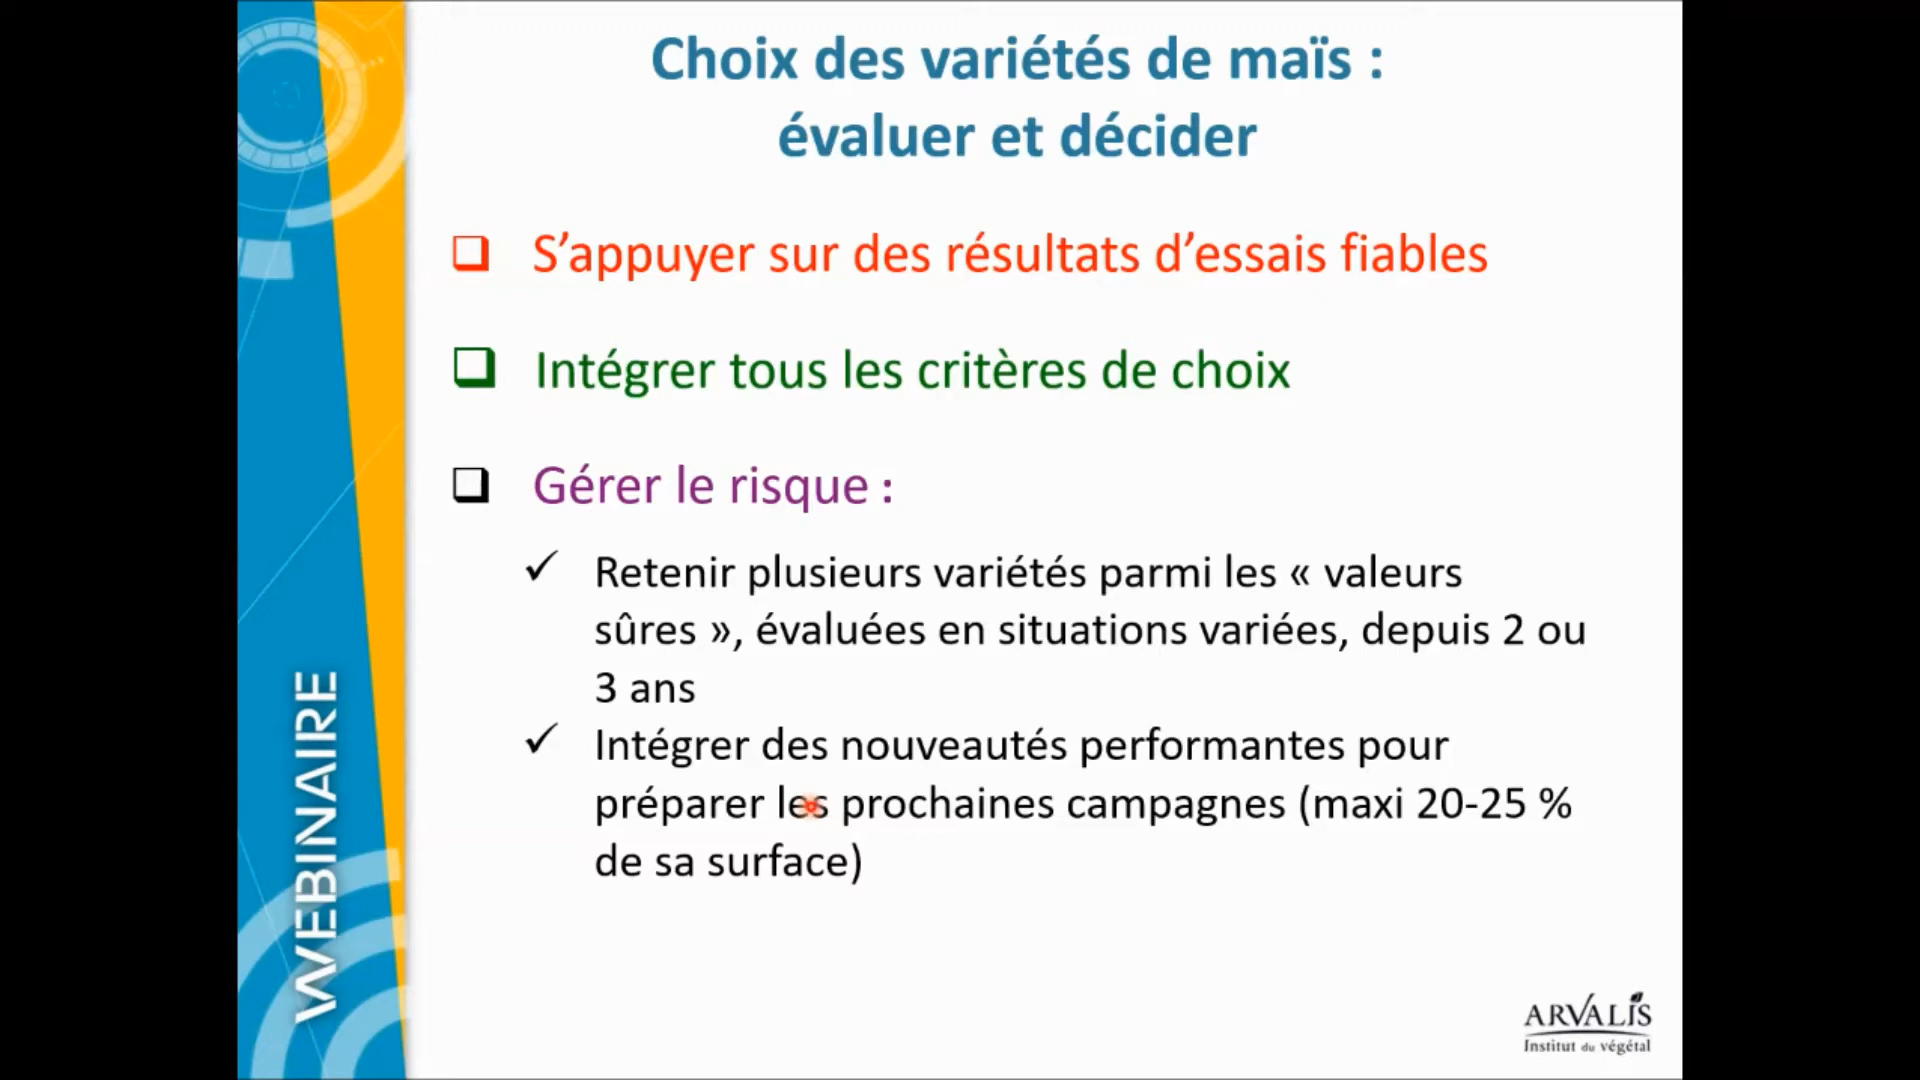 Choix des variétés de maïs :
évaluer et décider
S’appuyer sur des résultats d’essais fiables
Intégrer tous les critères de choix
Gérer le risque :
Retenir plusieurs variétés parmi les « valeurs
sûres », évaluées en situations variées, depuis 2 ou
3 ans
Intégrer des nouveautés performantes pour
préparer les prochaines campagnes (maxi 20-25 %
de sa surface)
WEBINAIRE
ARVALIS
Institut du végétal